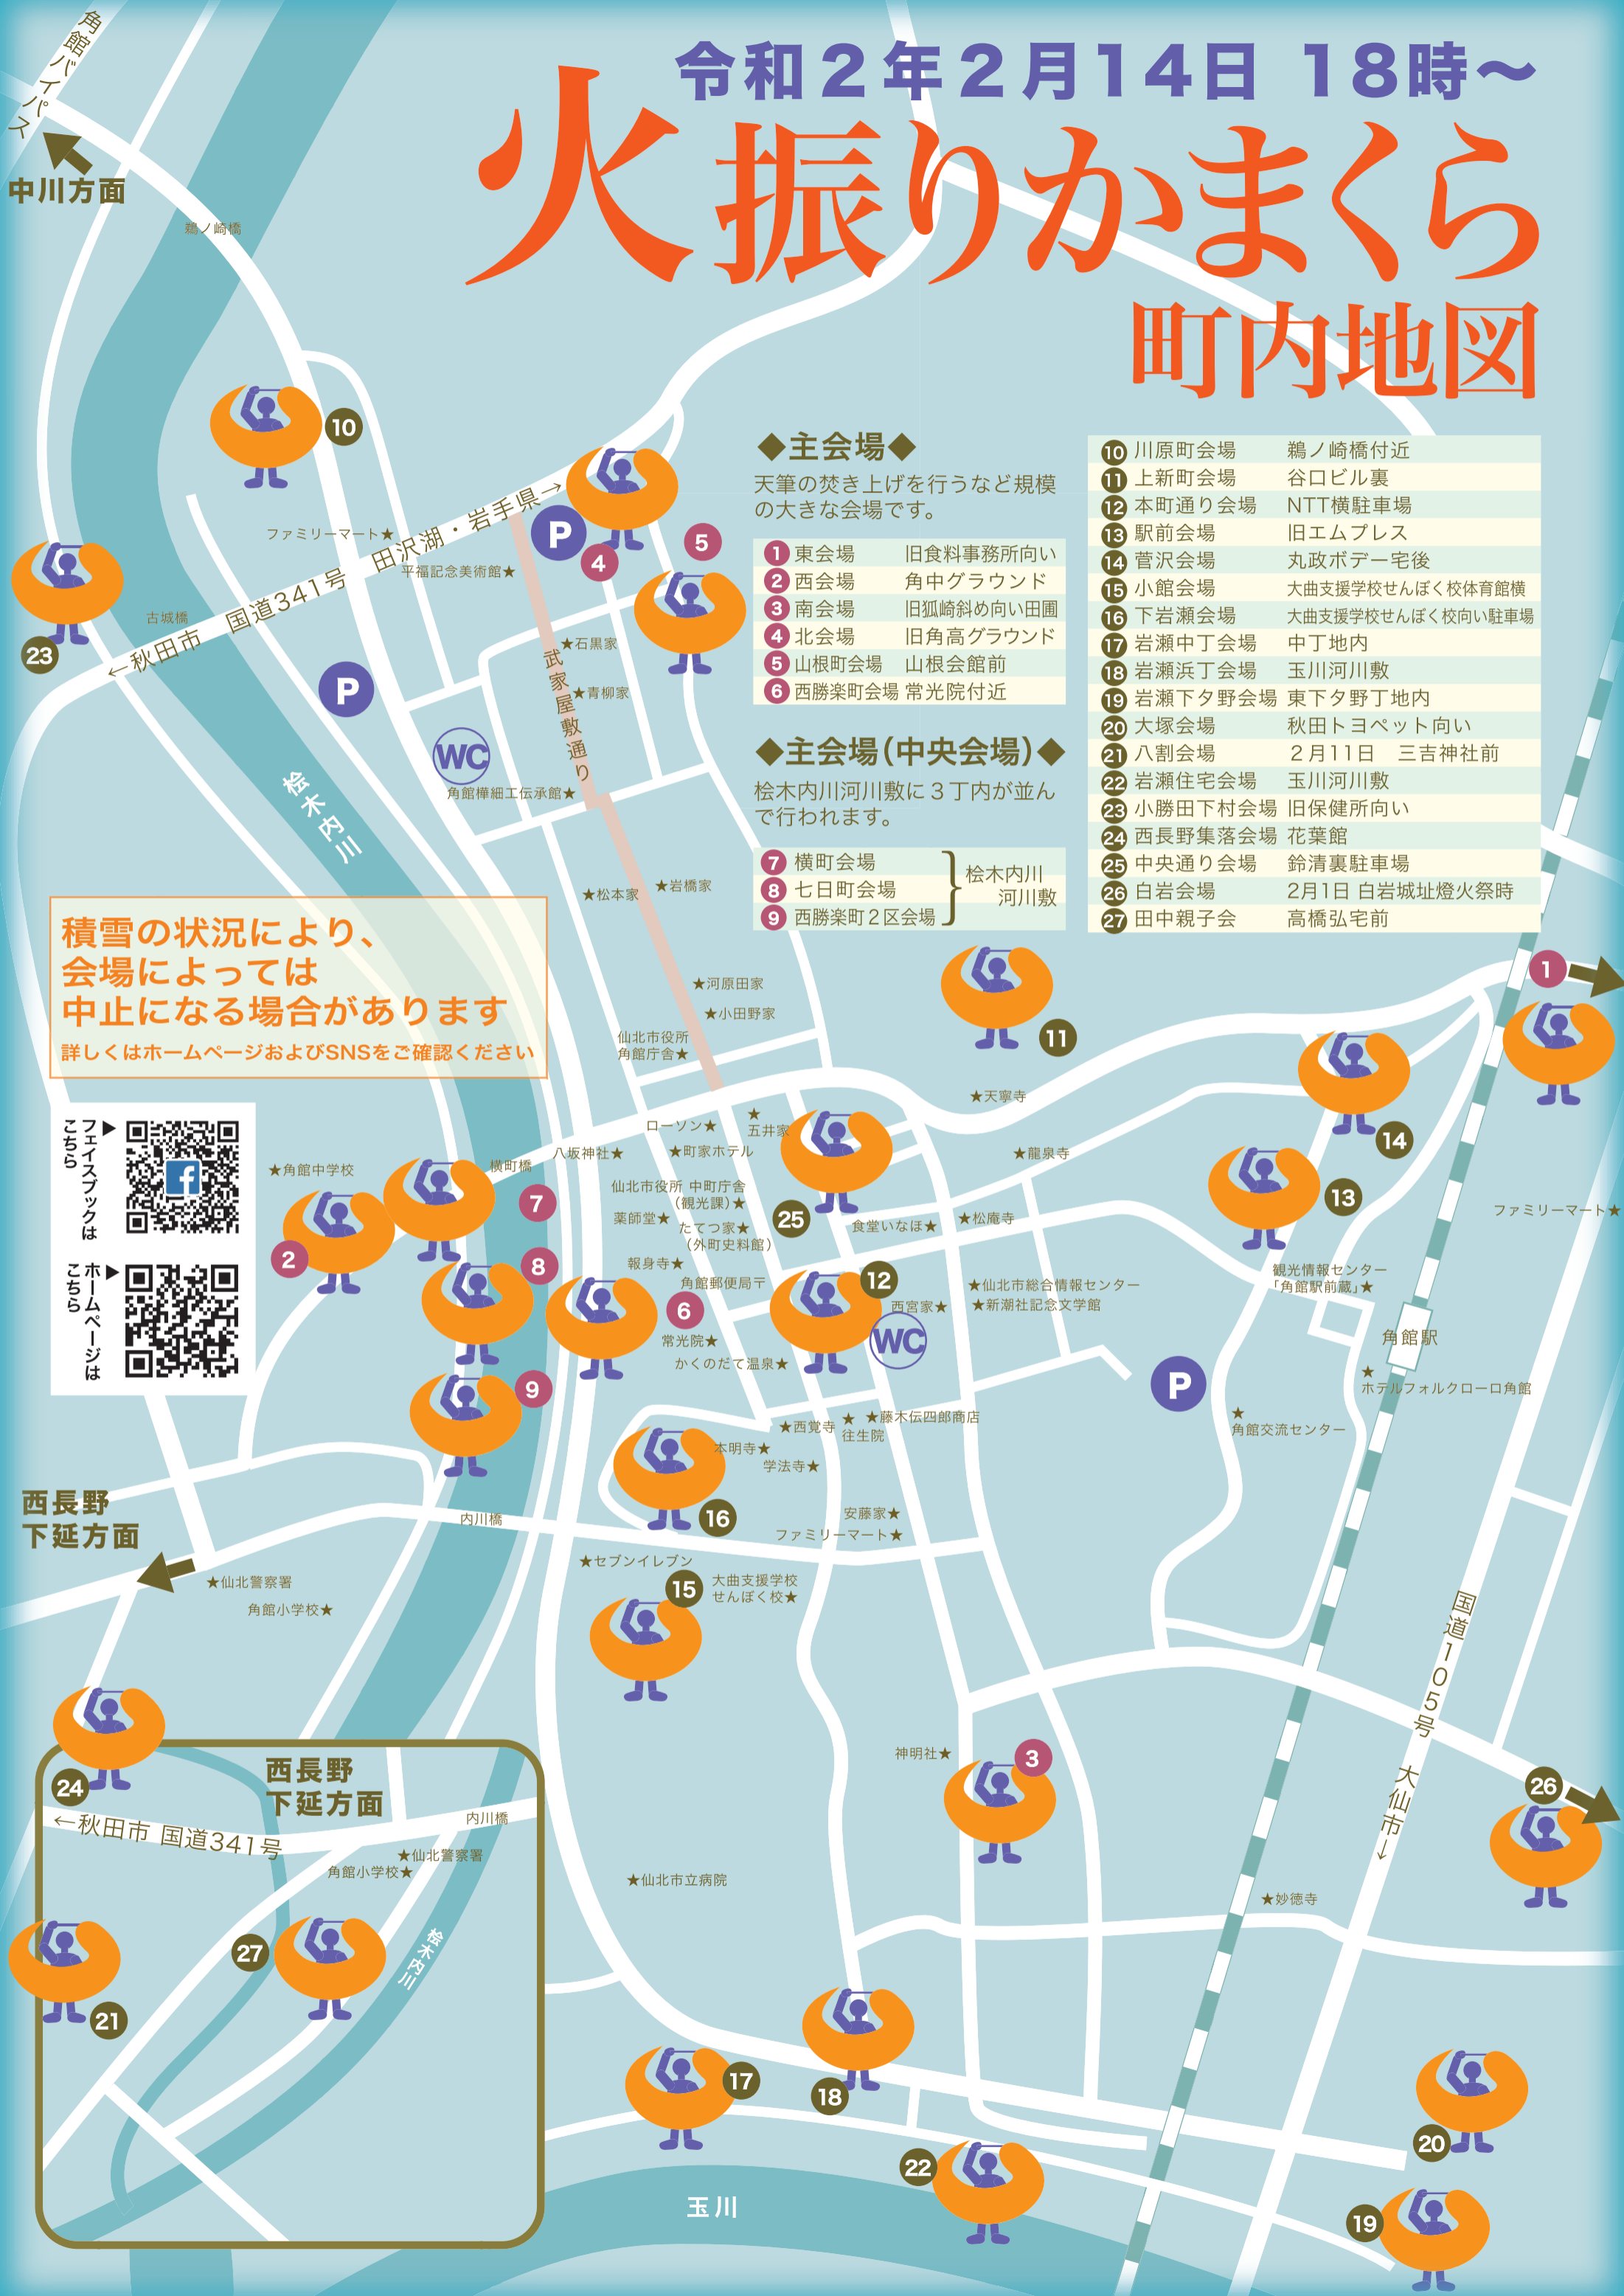 令和2年2月14日 18時～
火振りかまくら
町内地図
角館バイパス
中川方面
鵜ノ崎橋
10
ファミリーマート★
田沢湖・岩手県→
平福記念美術館★
P
4
5
古城橋
←秋田市 国道341号
23
P
★石黒家
武家屋敷通り
★青柳家
WC
角館樺細工伝承館★
桧木内川
★松本家
★岩橋家
◆主会場◆
天筆の焚き上げを行うなど規模
の大きな会場です。
1 東会場 旧食料事務所向い
2 西会場 角中グラウンド
3 南会場 旧狐崎斜め向い田圃
4 北会場 旧角高グラウンド
5 山根町会場 山根会館前
6 西勝楽町会場 常光院付近
◆主会場(中央会場)◆
桧木内川河川敷に3丁内が並ん
で行われます。
7 横町会場
8 七日町会場
9 西勝楽町2区会場
桧木内川
河川敷
10 川原町会場 鵜ノ崎橋付近
11 上新町会場 谷口ビル裏
12 本町通り会場 NTT横駐車場
13 駅前会場 旧エムプレス
14 菅沢会場 丸政ボデー宅後
15 小館会場 大曲支援学校せんぼく校体育館横
16 下岩瀬会場 大曲支援学校せんぼく校向い駐車場
17 岩瀬中丁会場 中丁地内
18 岩瀬浜丁会場 玉川河川敷
19 岩瀬下タ野会場 東下タ野丁地内
20 大塚会場 秋田トヨペット向い
21 八割会場 2月11日 三吉神社前
22 岩瀬住宅会場 玉川河川敷
23 小勝田下村会場 旧保健所向い
24 西長野集落会場 花葉館
25 中央通り会場 鈴清裏駐車場
26 白岩会場 2月1日 白岩城址燈火祭時
27 田中親子会 高橋弘宅前
積雪の状況により、
会場によっては
中止になる場合があります
詳しくはホームページおよびSNSをご確認ください
フェイスブックは▶
こちら
ホームページは▶
こちら
★河原田家
★小田野家
仙北市役所
角館庁舎★
11
1
★天寧寺
14
ローソン★
★
五井家
八坂神社★
★町家ホテル
★龍泉寺
横町橋
★角館中学校
7
2
仙北市役所 中町庁舎
(観光課)★
薬師堂★
たてつ家★
(外町史料館)
25
食堂いなほ★
★松庵寺
13
ファミリーマート★
8
報身寺★
角館郵便局〒
12
6
西宮家★
★仙北市総合情報センター
★新潮社記念文学館
観光情報センター
「角館駅前蔵」★
常光院★
WC
角館駅
かくのだて温泉★
9
P
★
ホテルフォルクローロ角館
★西覚寺
★
往生院
★藤木伝四郎商店
★
角館交流センター
本明寺★
学法寺★
西長野
下延方面
内川橋
16
安藤家★
ファミリーマート★
★セブンイレブン
★仙北警察署
角館小学校★
15
大曲支援学校
せんぼく校★
国道105号
大仙市→
神明社★
3
24
西長野
下延方面
内川橋
←秋田市 国道341号
★仙北警察署
角館小学校★
26
★仙北市立病院
★妙徳寺
27
桧木内川
21
17
18
20
22
玉川
19